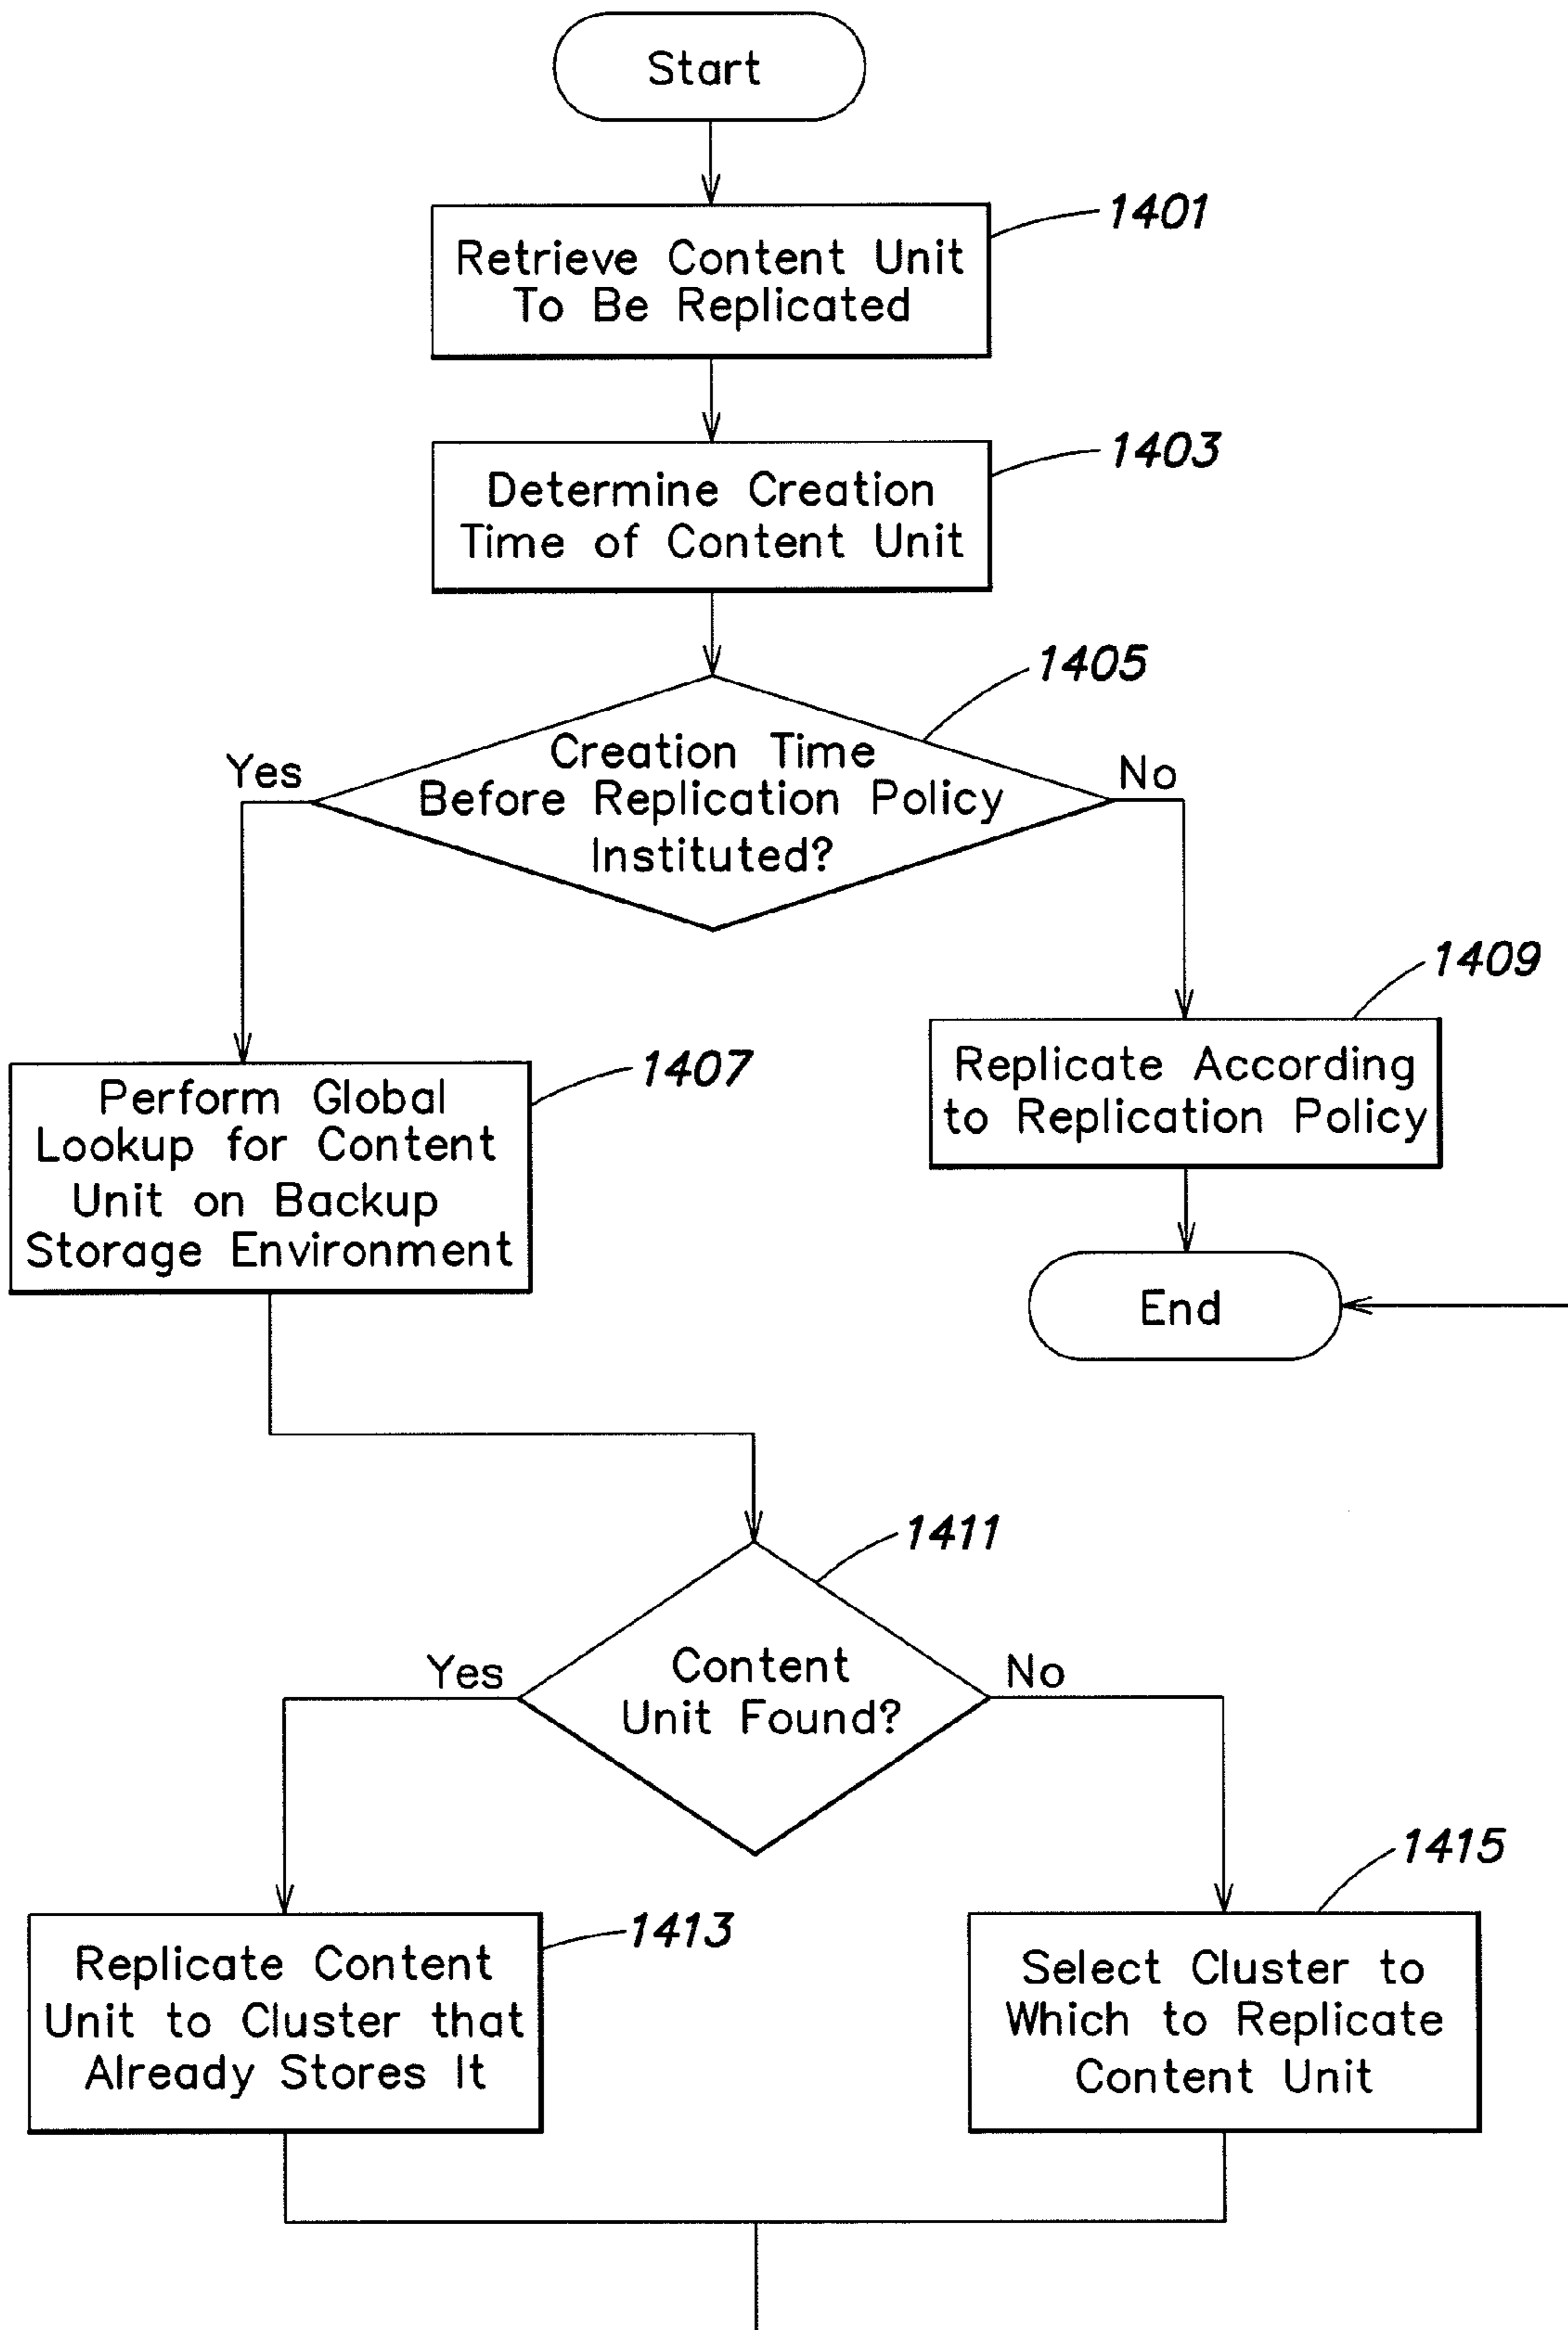 Start
1401
Retrieve Content Unit
To Be Replicated
1403
Determine Creation
Time of Content Unit
1405
Creation Time
Before Replication Policy
Instituted?
Yes
No
1409
Replicate According
to Replication Policy
1407
Perform Global
Lookup for Content
Unit on Backup
Storage Environment
End
1411
Content
Unit Found?
Yes
No
1413
Replicate Content
Unit to Cluster that
Already Stores It
1415
Select Cluster to
Which to Replicate
Content Unit